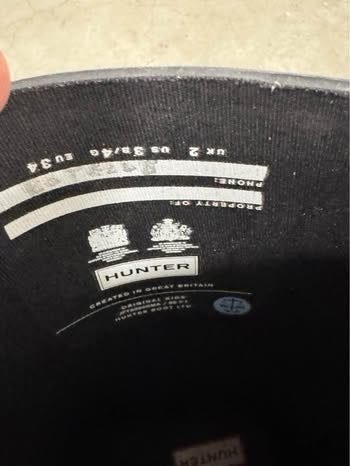 UK 2 US 3B/4G EU 34
PHONE:
PROPERTY OF:
HUNTER
CREATED IN GREAT BRITAIN
ORIGINAL KIDS
HUNTER BOOT LTD
HUNTER